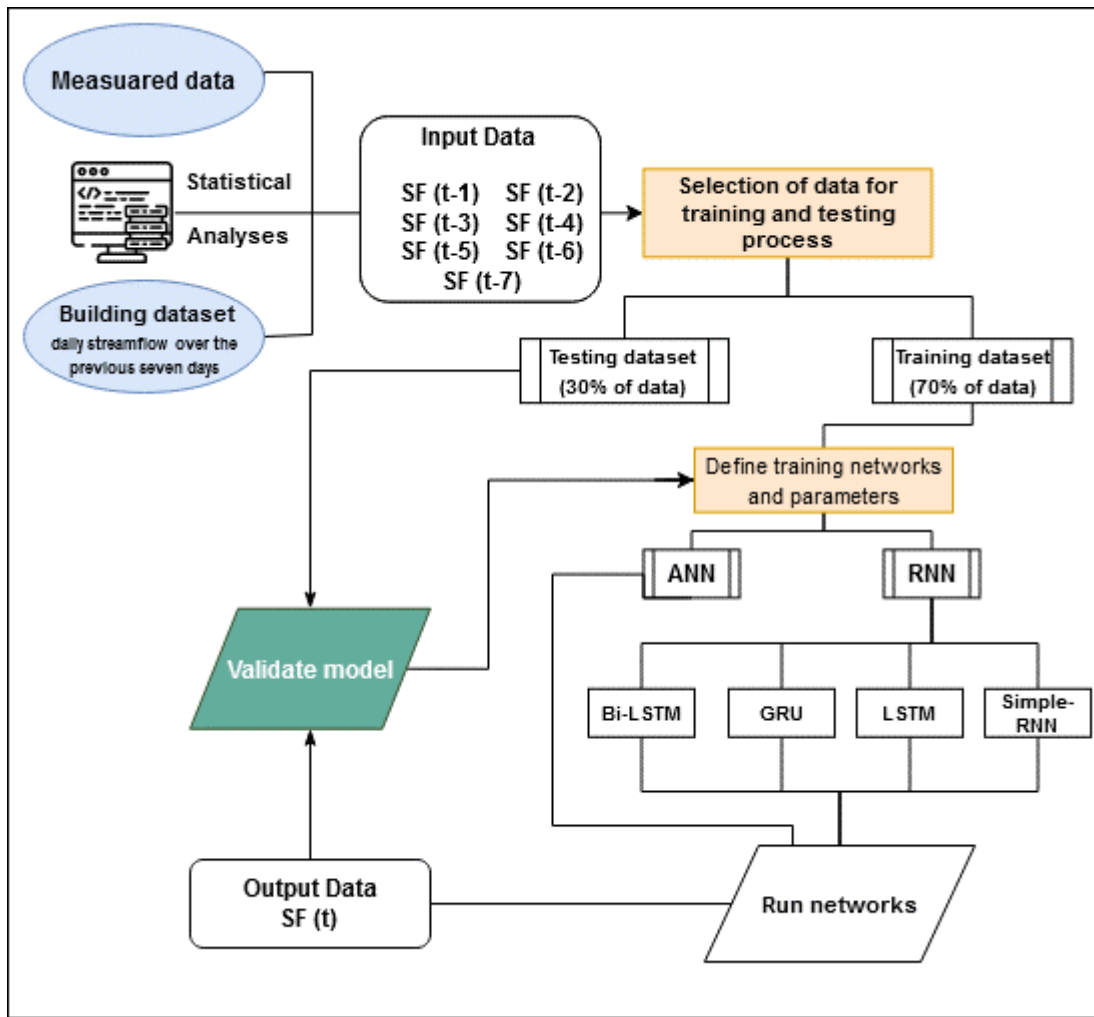 Measuared data
Statistical
Analyses
Building dataset
daily streamflow over the
previous seven days
Input Data
SF (t-1) SF (t-2)
SF (t-3) SF (t-4)
SF (t-5) SF (t-6)
SF (t-7)
Selection of data for
training and testing
process
Testing dataset
(30% of data)
Training dataset
(70% of data)
Define training networks
and parameters
ANN
RNN
Validate model
Bi-LSTM
GRU
LSTM
Simple-
RNN
Output Data
SF (t)
Run networks